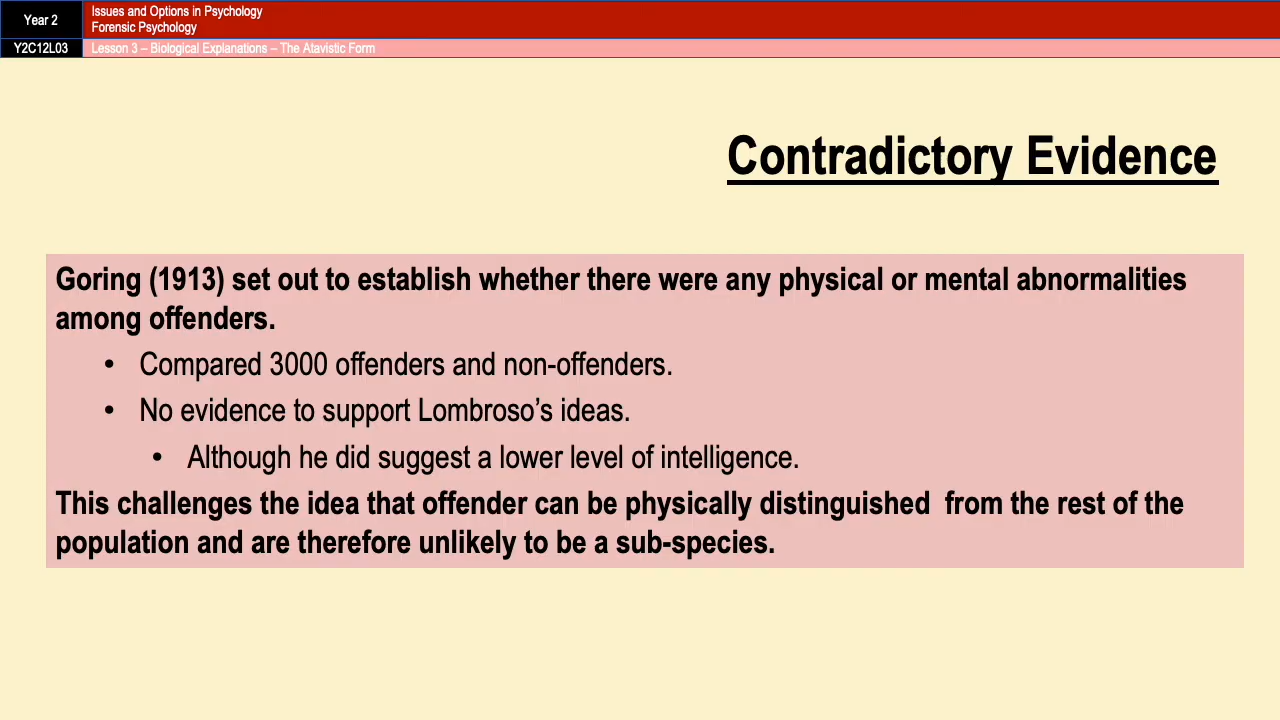 Year 2
Issues and Options in Psychology
Forensic Psychology
Y2C12L03
Lesson 3 – Biological Explanations – The Atavistic Form
Contradictory Evidence
Goring (1913) set out to establish whether there were any physical or mental abnormalities
among offenders.
• Compared 3000 offenders and non-offenders.
• No evidence to support Lombroso’s ideas.
• Although he did suggest a lower level of intelligence.
This challenges the idea that offender can be physically distinguished  from the rest of the
population and are therefore unlikely to be a sub-species.